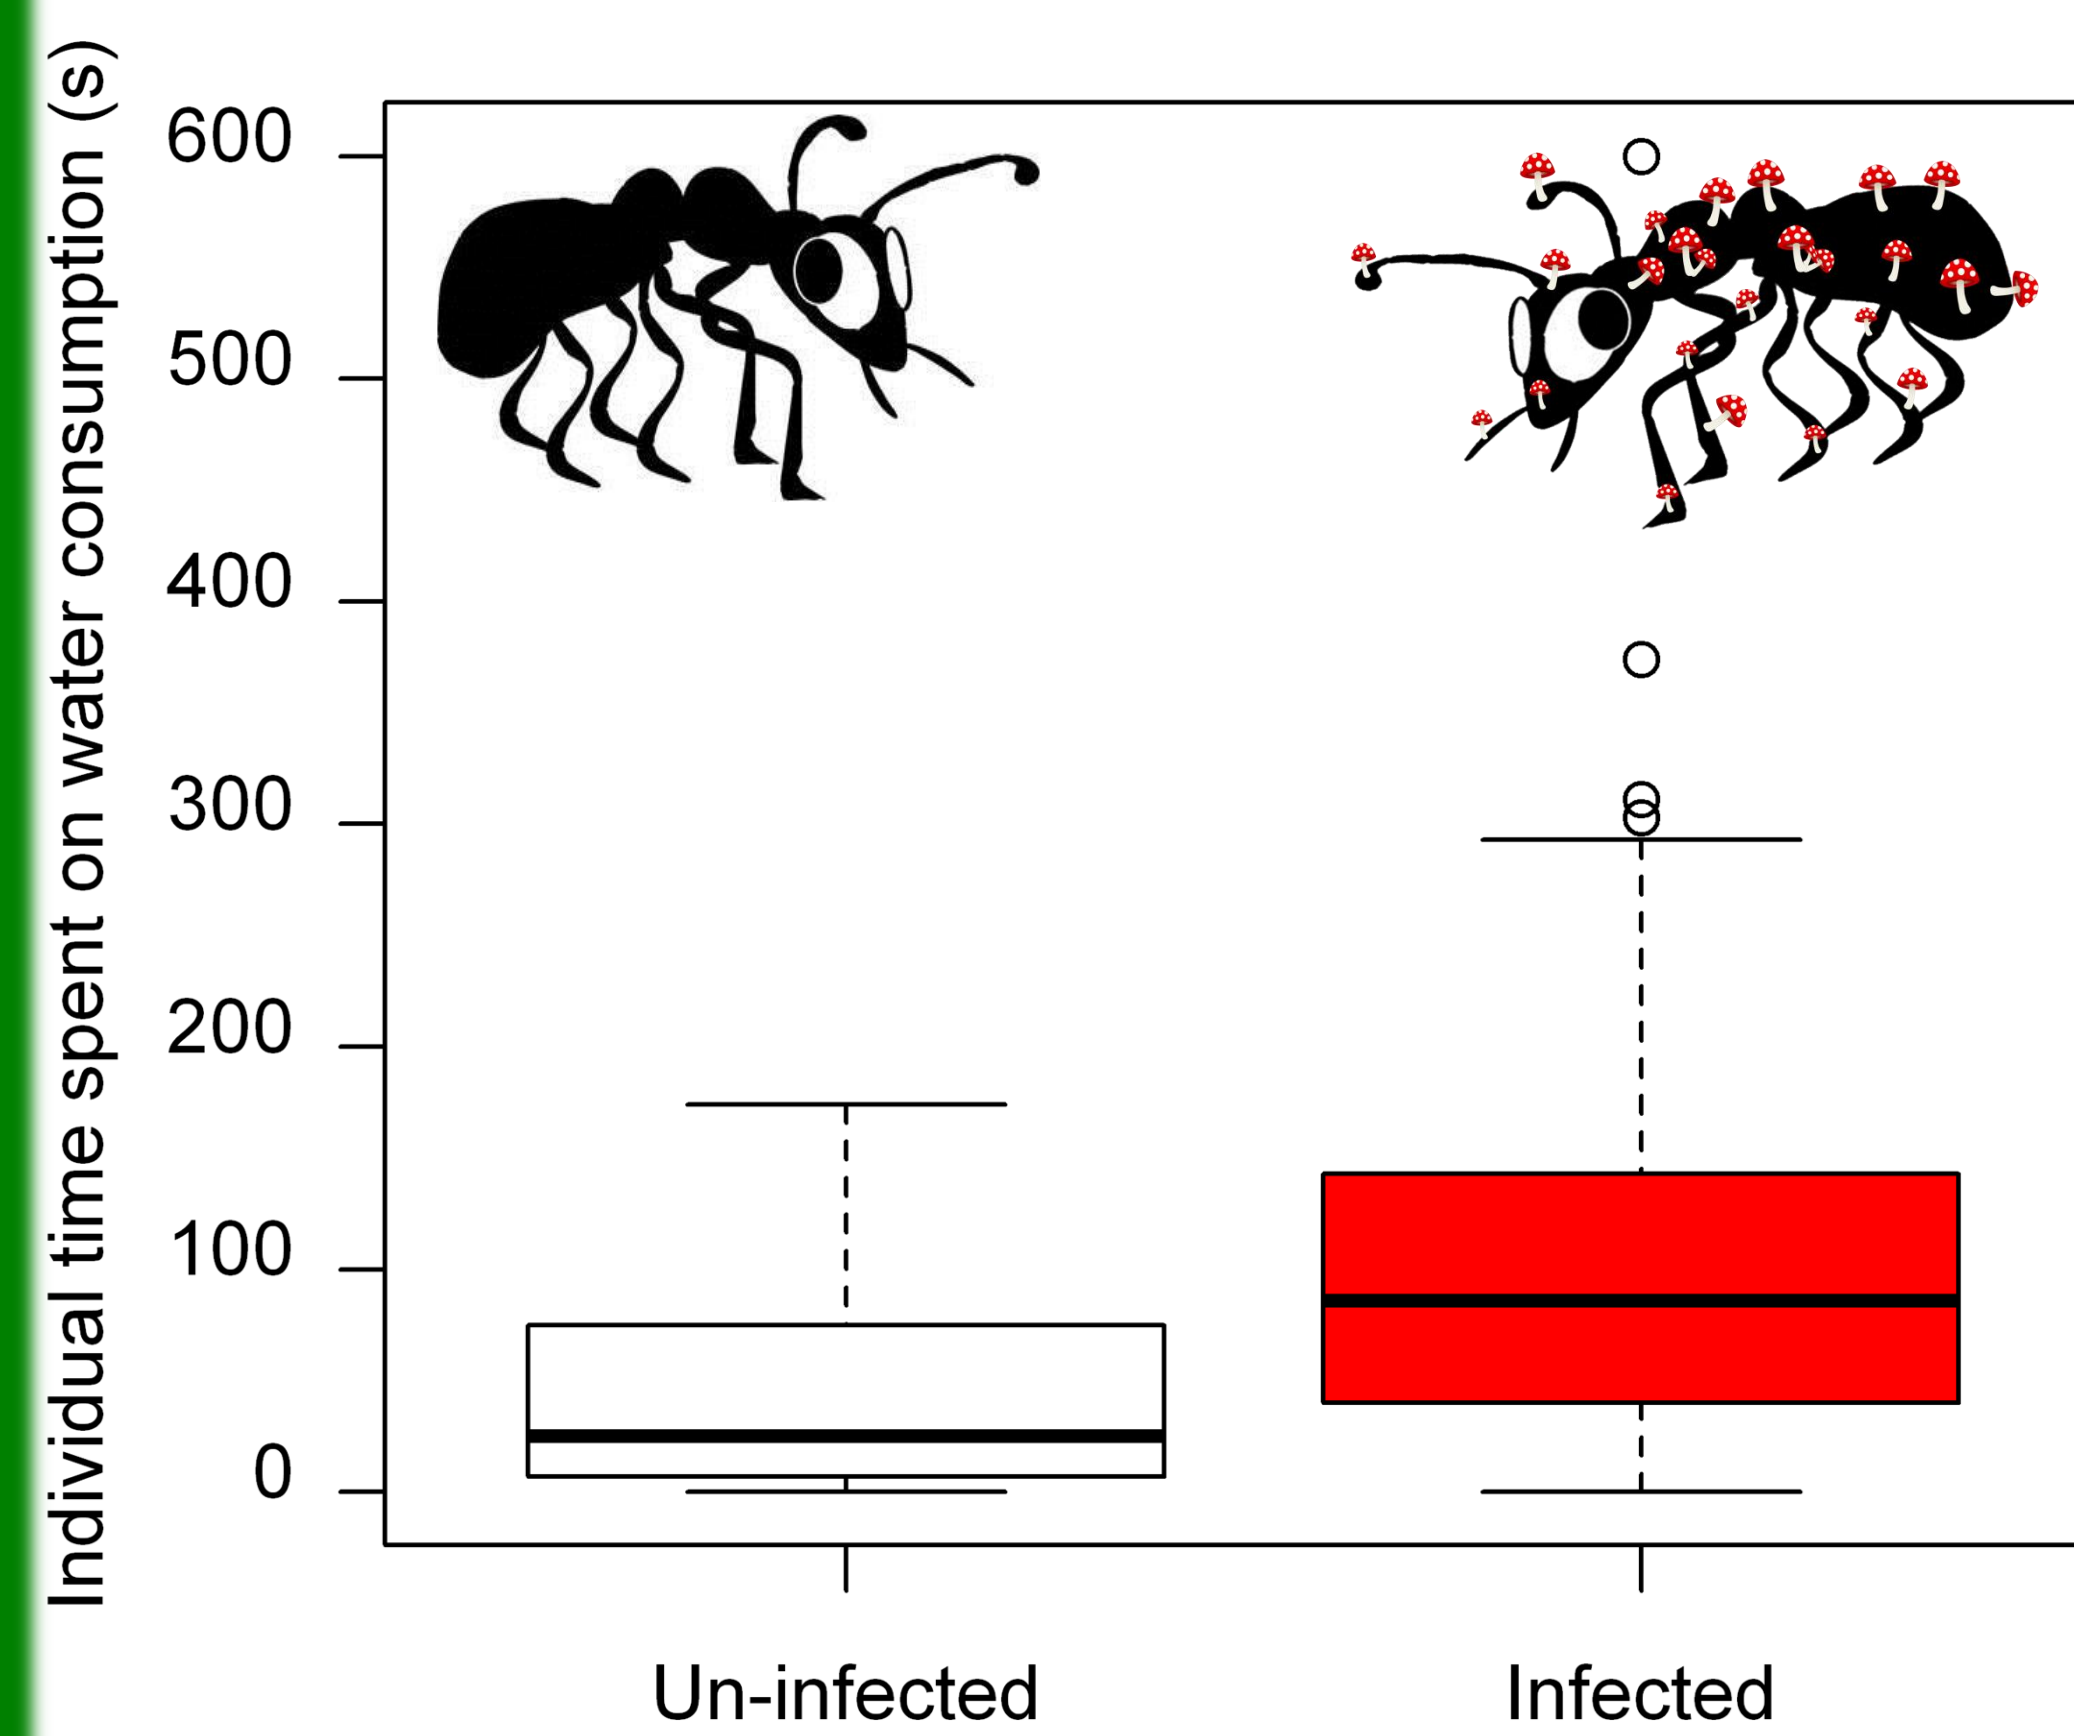 Individual time spent on water consumption (s)
600
500
400
300
200
100
0
Un-infected
Infected